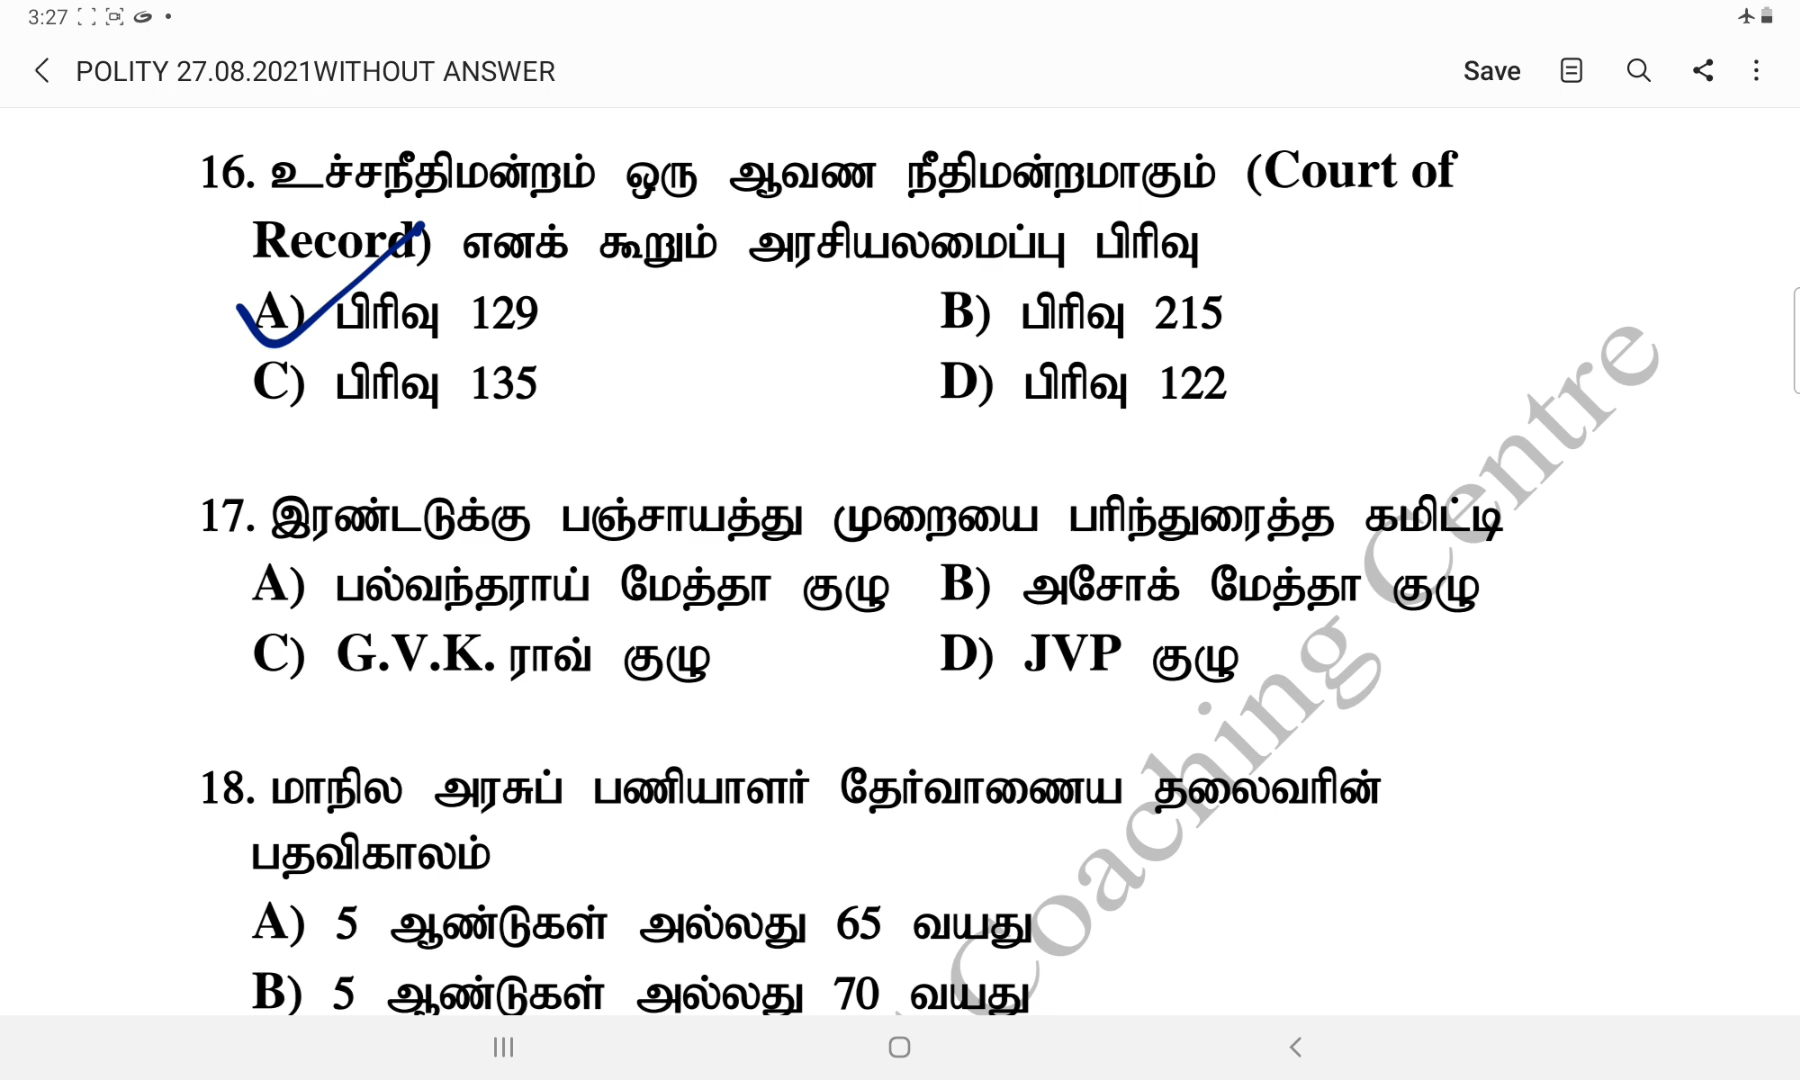 3:27
POLITY 27.08.2021WITHOUT ANSWER
Save
16. உச்சநீதிமன்றம் ஒரு ஆவண நீதிமன்றமாகும் (Court of
Record) எனக் கூறும் அரசியலமைப்பு பிரிவு
A) பிரிவு 129 B) பிரிவு 215
C) பிரிவு 135 D) பிரிவு 122
17. இரண்டடுக்கு பஞ்சாயத்து முறையை பரிந்துரைத்த கமிட்டி
A) பல்வந்தராய் மேத்தா குழு B) அசோக் மேத்தா குழு
C) G.V.K. ராவ் குழு D) JVP குழு
18. மாநில அரசுப் பணியாளர் தேர்வாணைய தலைவரின்
பதவிகாலம்
A) 5 ஆண்டுகள் அல்லது 65 வயது
B) 5 ஆண்டுகள் அல்லது 70 வயது
Coaching Centre